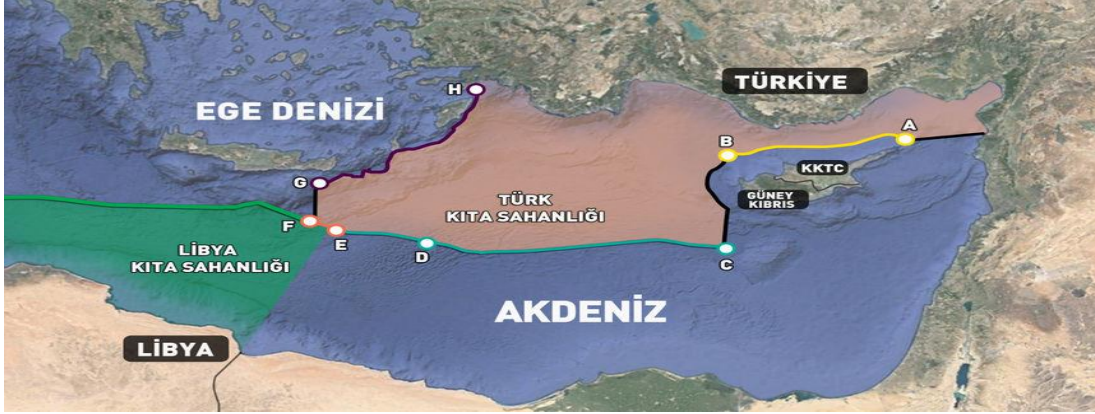 TÜRKİYE
EGE DENİZİ
H
A
B
KKTC
GÜNEY
KIBRIS
G
TÜRK
KITA SAHANLIĞI
F
E
D
C
LİBYA
KITA SAHANLIĞI
AKDENİZ
LİBYA